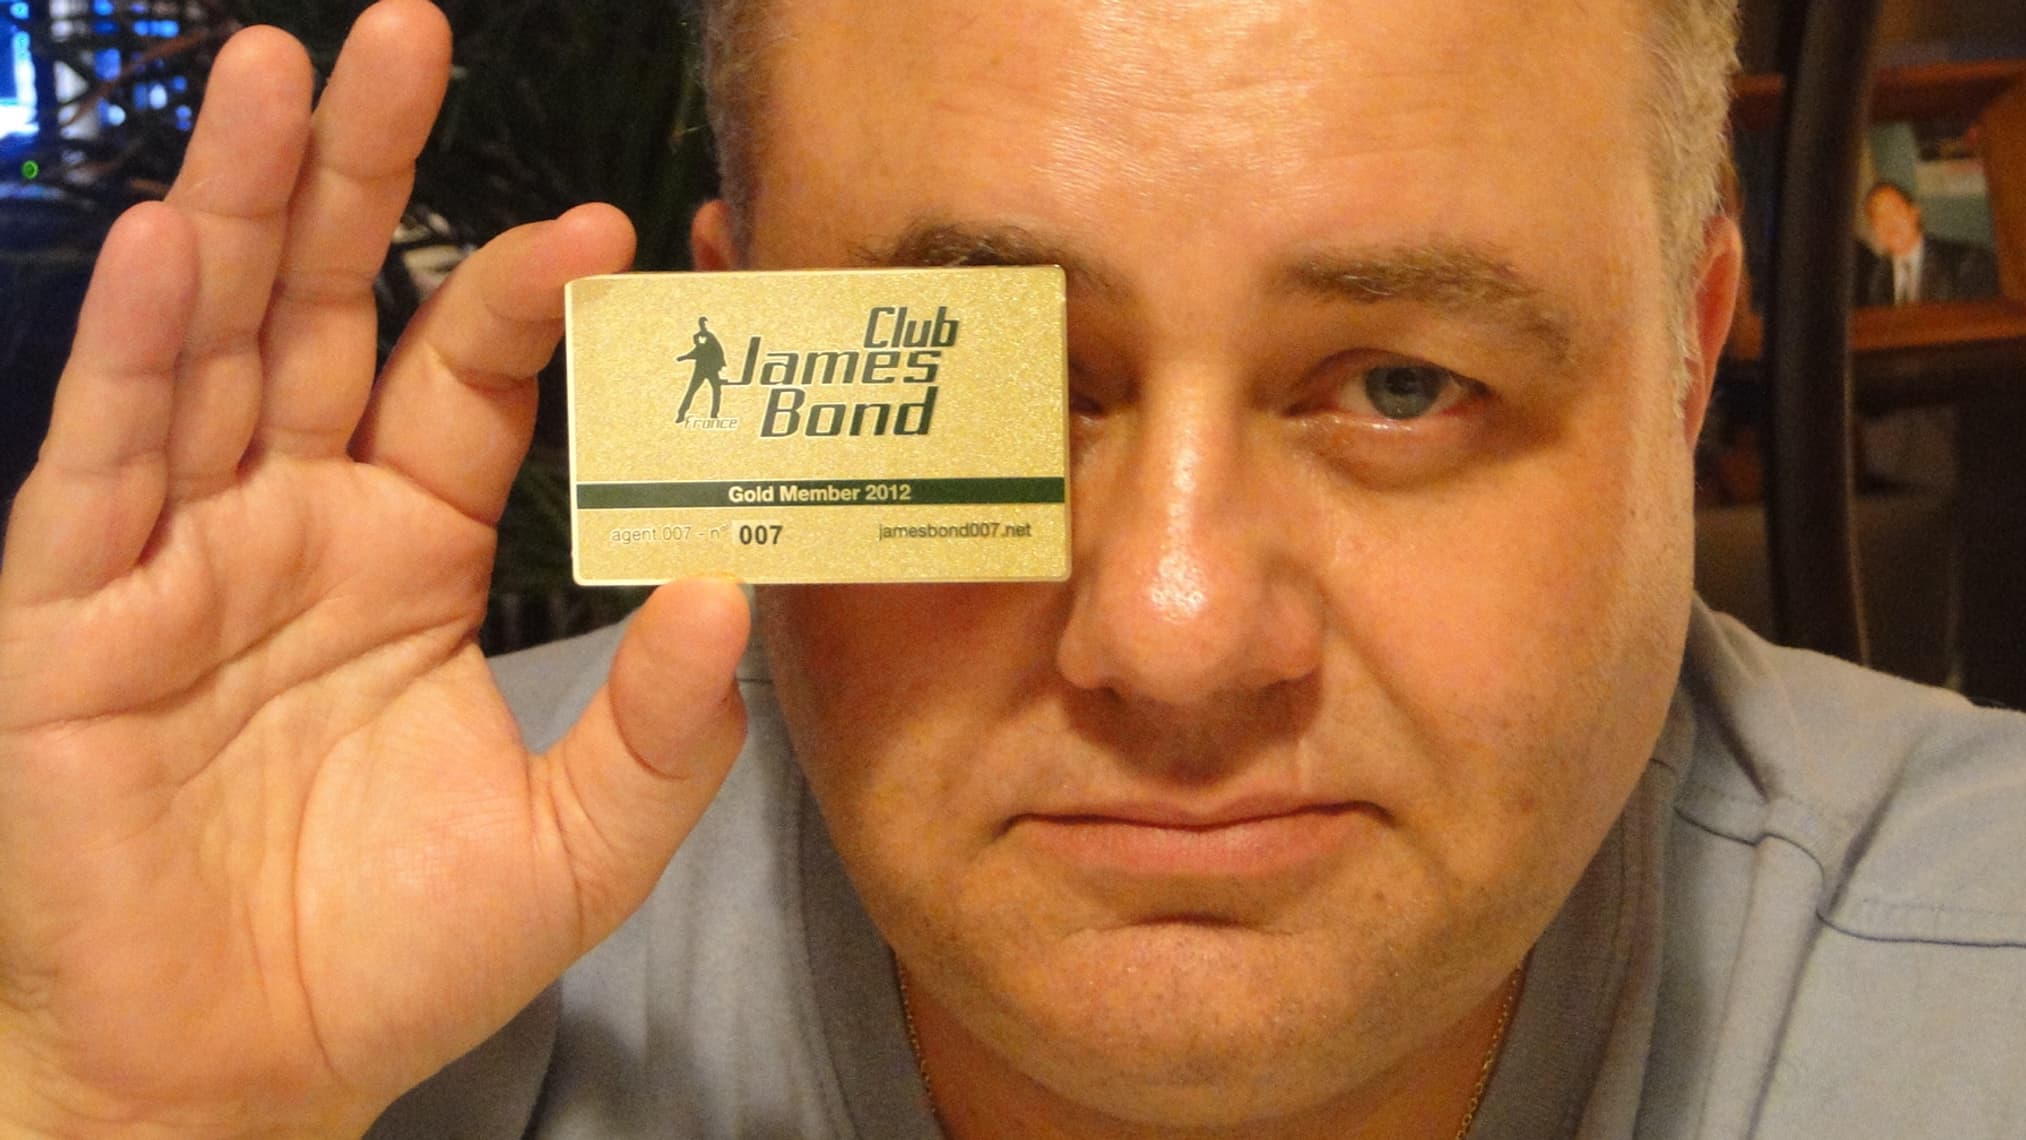 Club
James
Bond
France
Gold Member 2012
agent 007 - n° 007
jamesbond007.net